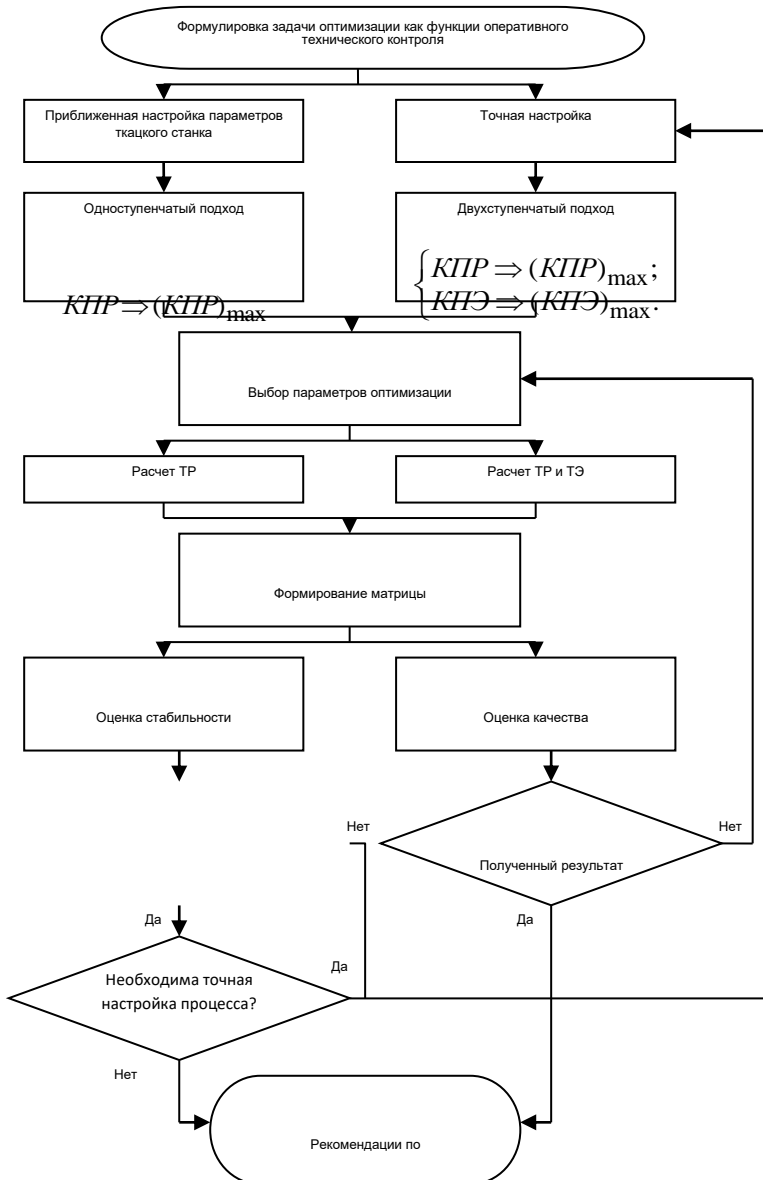 Формулировка задачи оптимизации как функции оперативного
технического контроля
Приближенная настройка параметров
ткацкого станка
Точная настройка
Одноступенчатый подход
Двухступенчатый подход
КПР ⇒ (КПР)max
КПР ⇒ (КПР)max;
КПЭ ⇒ (КПЭ)max.
Выбор параметров оптимизации
Расчет ТР
Расчет ТР и ТЭ
Формирование матрицы
Оценка стабильности
Оценка качества
Нет
Нет
Полученный результат
Да
Да
Необходима точная
настройка процесса?
Да
Нет
Рекомендации по